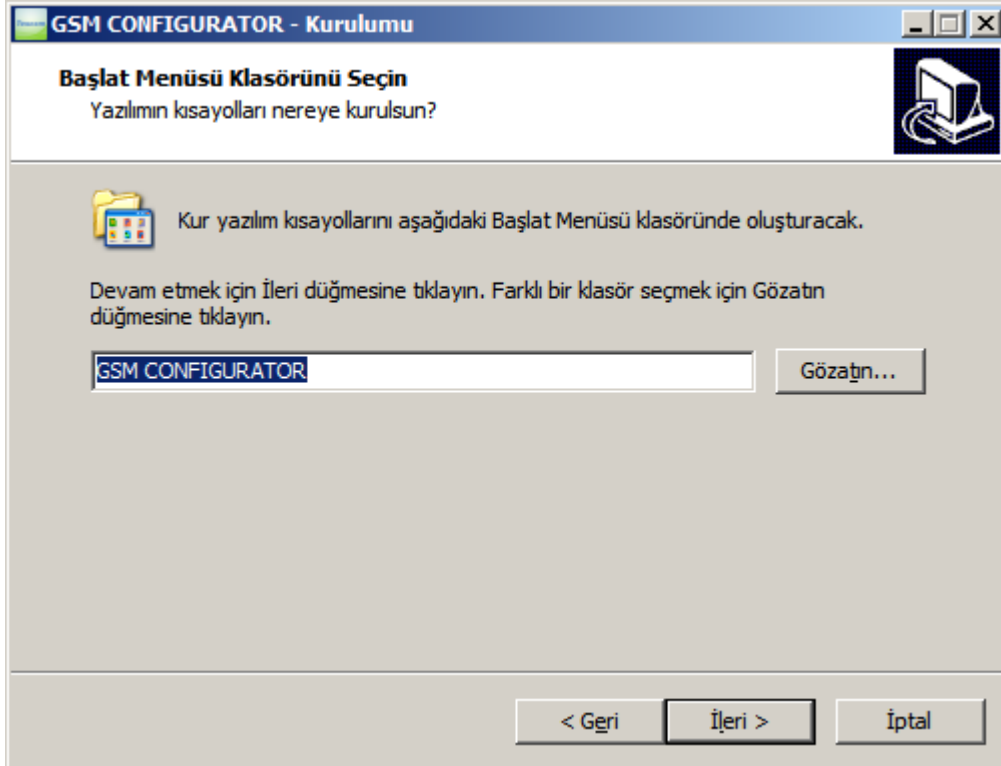 GSM CONFIGURATOR - Kurulumu
Başlat Menüsü Klasörünü Seçin
Yazılımın kısayolları nereye kurulsun?
Kur yazılım kısayollarını aşağıdaki Başlat Menüsü klasöründe oluşturacak.
Devam etmek için İleri düğmesine tıklayın. Farklı bir klasör seçmek için Gözatın
düğmesine tıklayın.
GSM CONFIGURATOR
Gözatın...
< Geri
İleri >
İptal